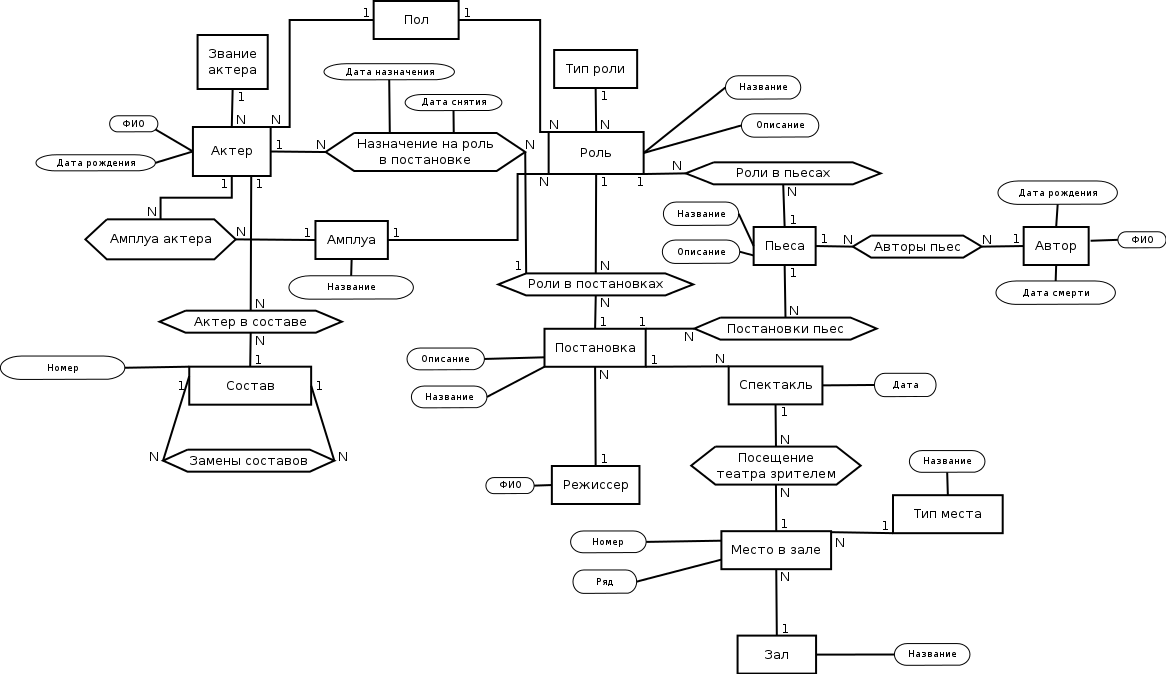 1
Пол
1
Звание
актера
1
N
N
Дата назначения
Дата снятия
Тип роли
1
N
N
Название
Описание
ФИО
Дата рождения
Актер
1
N
Назначение на роль
в постановке
N
Роль
N
Роли в пьесах
N
1
1
N
1
1
N
Амплуа актера
N
1
Амплуа
1
Название
1
Роли в постановках
N
N
Название
Описание
1
Пьеса
1
N
Авторы пьес
N
1
Автор
Дата рождения
ФИО
Дата смерти
1
N
Постановки пьес
N
1
N
Актер в составе
N
1
Номер
1
Состав
1
N
Замены составов
N
1
Постановка
Описание
Название
N
1
N
Спектакль
Дата
1
N
Посещение
театра зрителем
N
1
ФИО
Режиссер
1
Название
Тип места
1
N
Номер
Ряд
Место в зале
N
1
Зал
Название